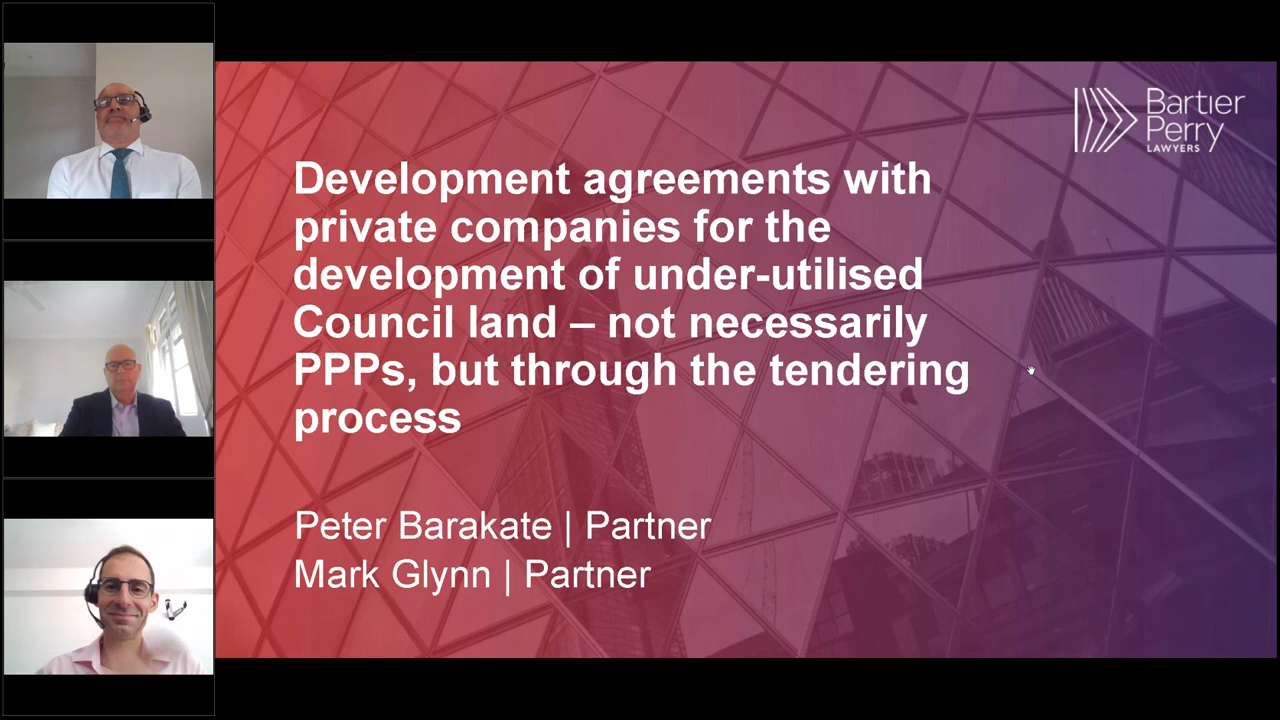 Bartier
Perry
LAWYERS
Development agreements with
private companies for the
development of under-utilised
Council land – not necessarily
PPPs, but through the tendering
process
Peter Barakate | Partner
Mark Glynn | Partner